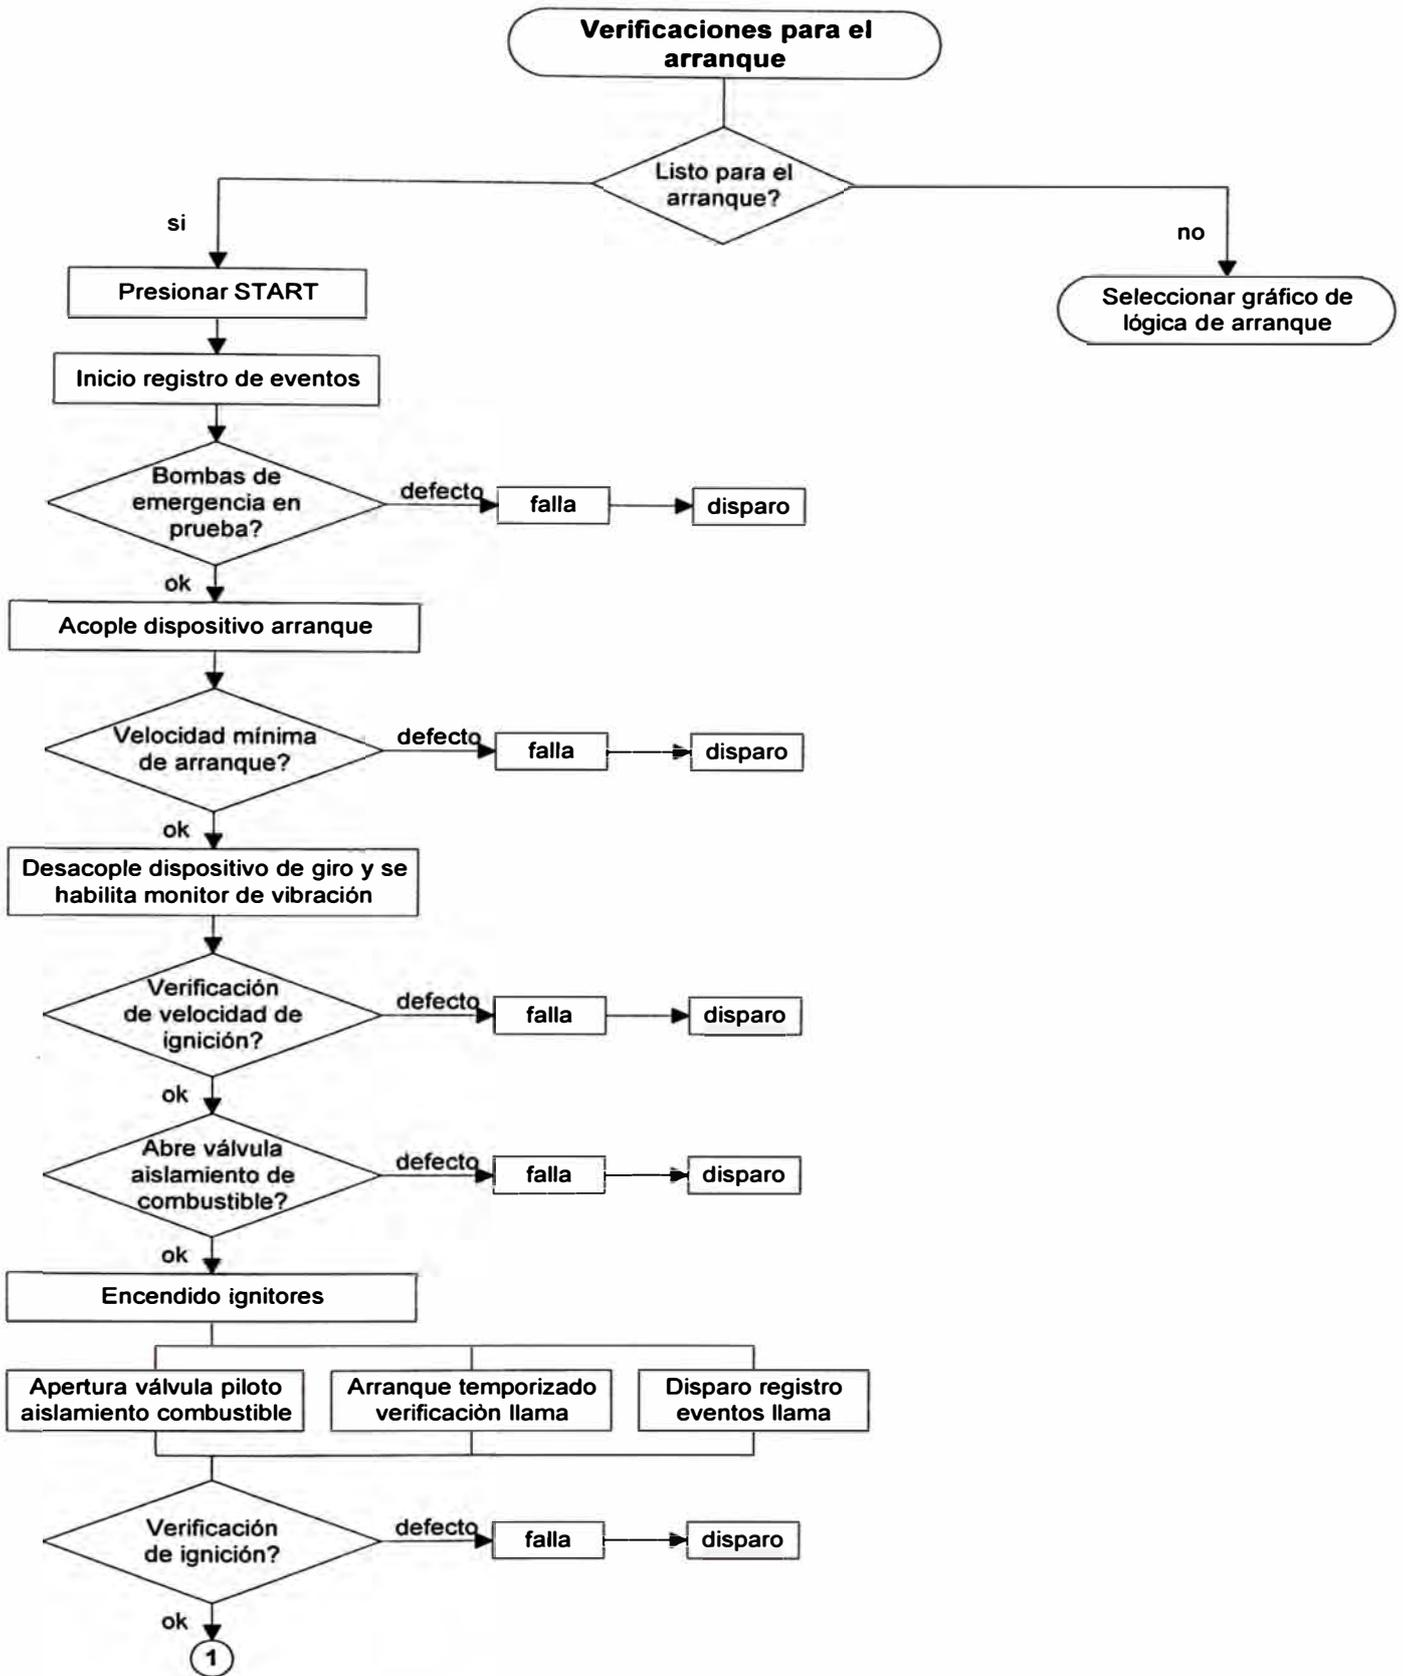 Verificaciones para el
arranque
Listo para el
arranque?
si
no
Presionar START
Seleccionar gráfico de
lógica de arranque
Inicio registro de eventos
Bombas de
emergencia en
prueba?
defecto
falla
disparo
ok
Acople dispositivo arranque
Velocidad mínima
de arranque?
defecto
falla
disparo
ok
Desacople dispositivo de giro y se
habilita monitor de vibración
Verificación
de velocidad de
ignición?
defecto
falla
disparo
ok
Abre válvula
aislamiento de
combustible?
defecto
falla
disparo
ok
Encendido ignitores
Apertura válvula piloto
aislamiento combustible
Arranque temporizado
verificaciòn llama
Disparo registro
eventos llama
Verificación
de ignición?
defecto
falla
disparo
ok
1